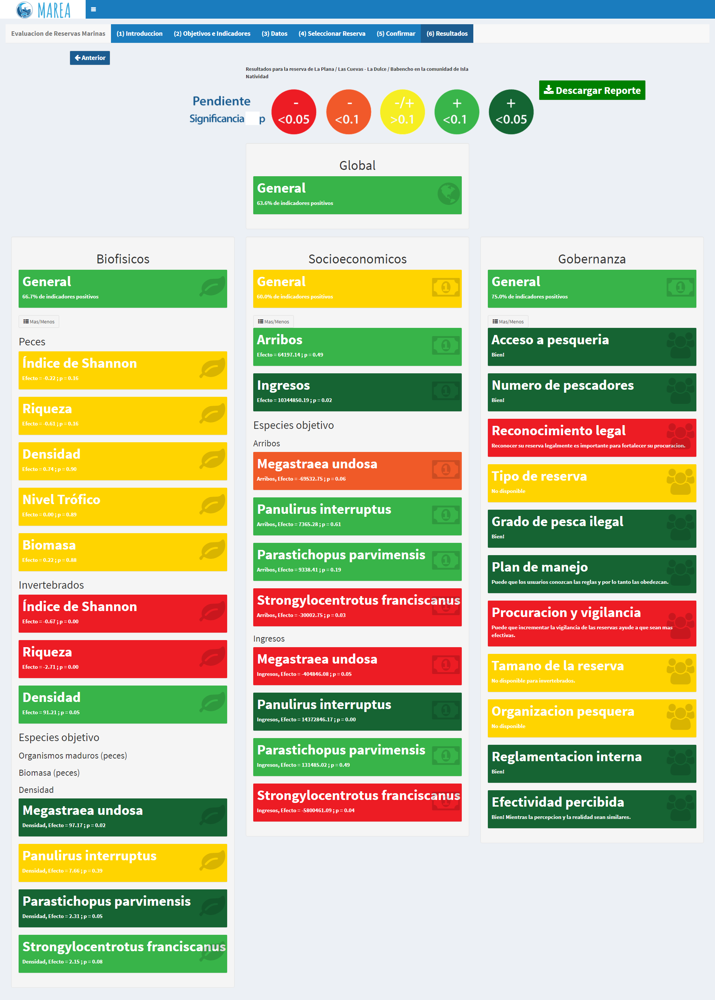 MAREA
Evaluacion de Reservas Marinas
(1) Introduccion
(2) Objetivos e Indicadores
(3) Datos
(4) Seleccionar Reserva
(5) Confirmar
(6) Resultados
Anterior
Resultados para la reserva de La Plana / Las Cuevas - La Dulce / Babencho en la comunidad de Isla
Natividad
Descargar Reporte
Pendiente - - -/+ + +
Significancia p <0.05 <0.1 >0.1 <0.1 <0.05
Global
General
63.6% de indicadores positivos
Biofisicos
General
66.7% de indicadores positivos
Mas/Menos
Peces
Índice de Shannon
Efecto = -0.22 ; p = 0.16
Riqueza
Efecto = -0.61 ; p = 0.16
Densidad
Efecto = 0.74 ; p = 0.90
Nivel Trófico
Efecto = 0.00 ; p = 0.89
Biomasa
Efecto = 0.22 ; p = 0.88
Invertebrados
Índice de Shannon
Efecto = -0.67 ; p = 0.00
Riqueza
Efecto = -2.71 ; p = 0.00
Densidad
Efecto = 91.21 ; p = 0.05
Especies objetivo
Organismos maduros (peces)
Biomasa (peces)
Densidad
Megastraea undosa
Densidad, Efecto = 97.17 ; p = 0.02
Panulirus interruptus
Densidad, Efecto = 7.66 ; p = 0.39
Parastichopus parvimensis
Densidad, Efecto = 2.31 ; p = 0.05
Strongylocentrotus franciscanus
Densidad, Efecto = 2.15 ; p = 0.08
Socioeconomicos
General
60.0% de indicadores positivos
Mas/Menos
Arribos
Efecto = 64197.14 ; p = 0.49
Ingresos
Efecto = 10344850.19 ; p = 0.02
Especies objetivo
Arribos
Megastraea undosa
Arribos, Efecto = -69532.75 ; p = 0.06
Panulirus interruptus
Arribos, Efecto = 7365.28 ; p = 0.61
Parastichopus parvimensis
Arribos, Efecto = 9338.41 ; p = 0.19
Strongylocentrotus franciscanus
Arribos, Efecto = -30002.75 ; p = 0.03
Ingresos
Megastraea undosa
Ingresos, Efecto = -404846.08 ; p = 0.05
Panulirus interruptus
Ingresos, Efecto = 14372846.17 ; p = 0.00
Parastichopus parvimensis
Ingresos, Efecto = 131485.02 ; p = 0.49
Strongylocentrotus franciscanus
Ingresos, Efecto = -5800461.09 ; p = 0.04
Gobernanza
General
75.0% de indicadores positivos
Mas/Menos
Acceso a pesqueria
Bien!
Numero de pescadores
Bien!
Reconocimiento legal
Reconocer su reserva legalmente es importante para fortalecer su procuracion.
Tipo de reserva
No disponible
Grado de pesca ilegal
Bien!
Plan de manejo
Puede que los usuarios conozcan las reglas y por lo tanto las obedezcan.
Procuracion y vigilancia
Puede que incrementar la vigilancia de las reservas ayude a que sean mas
efectivas.
Tamano de la reserva
No disponible para invertebrados.
Organizacion pesquera
No disponible
Reglamentacion interna
Bien!
Efectividad percibida
Bien! Mientras la percepcion y la realidad sean similares.